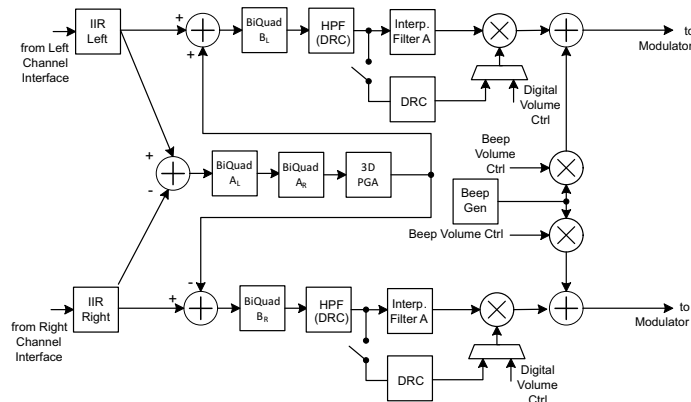 from Left
Channel
Interface
IIR
Left
+
+
BiQuad
BL
HPF
(DRC)
Interp.
Filter A
DRC
Digital
Volume
Ctrl
to
Modulator
+
-
BiQuad
AL
BiQuad
AR
3D
PGA
Beep
Volume
Ctrl
Beep
Gen
Beep Volume Ctrl
from Right
Channel
Interface
IIR
Right
+
-
BiQuad
BR
HPF
(DRC)
Interp.
Filter A
DRC
Digital
Volume
Ctrl
to
Modulator